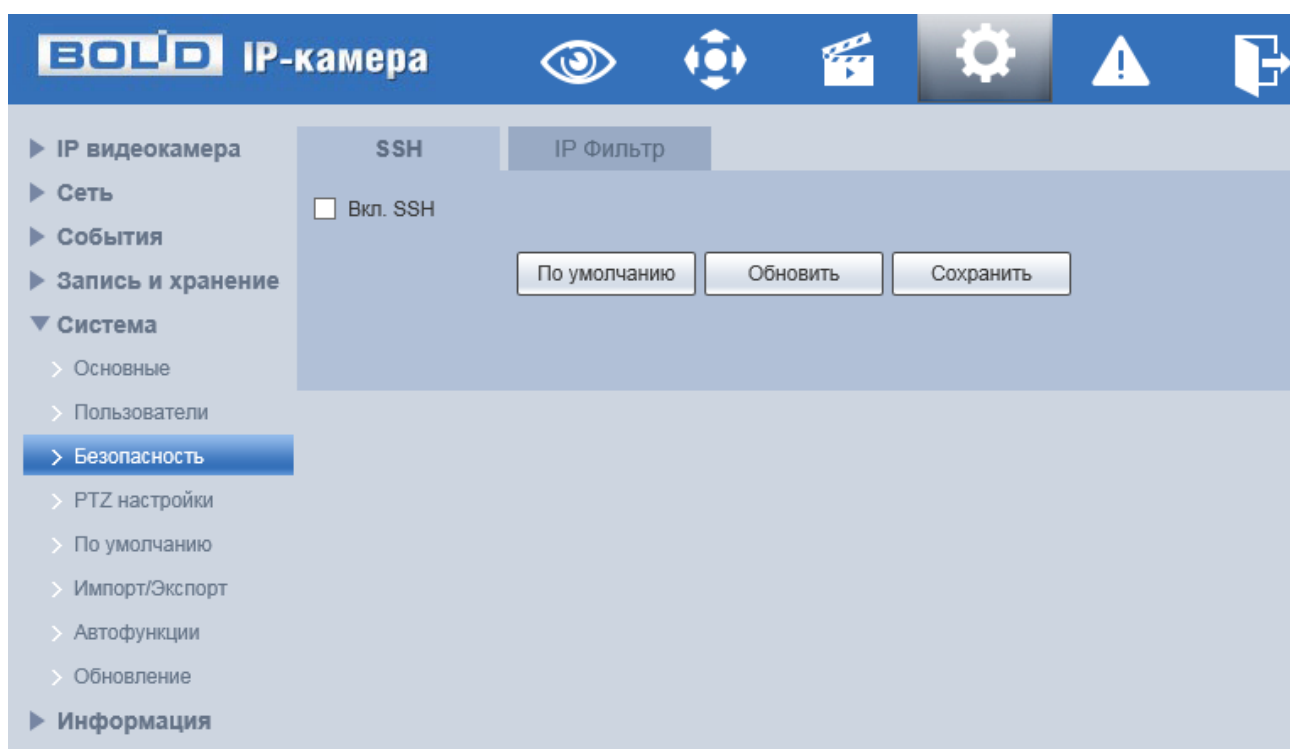 BOLID IP-камера
IP видеокамера
Сеть
События
Запись и хранение
Система
Основные
Пользователи
Безопасность
PTZ настройки
По умолчанию
Импорт/Экспорт
Автофункции
Обновление
Информация
SSH IP Фильтр
Вкл. SSH
По умолчанию Обновить Сохранить